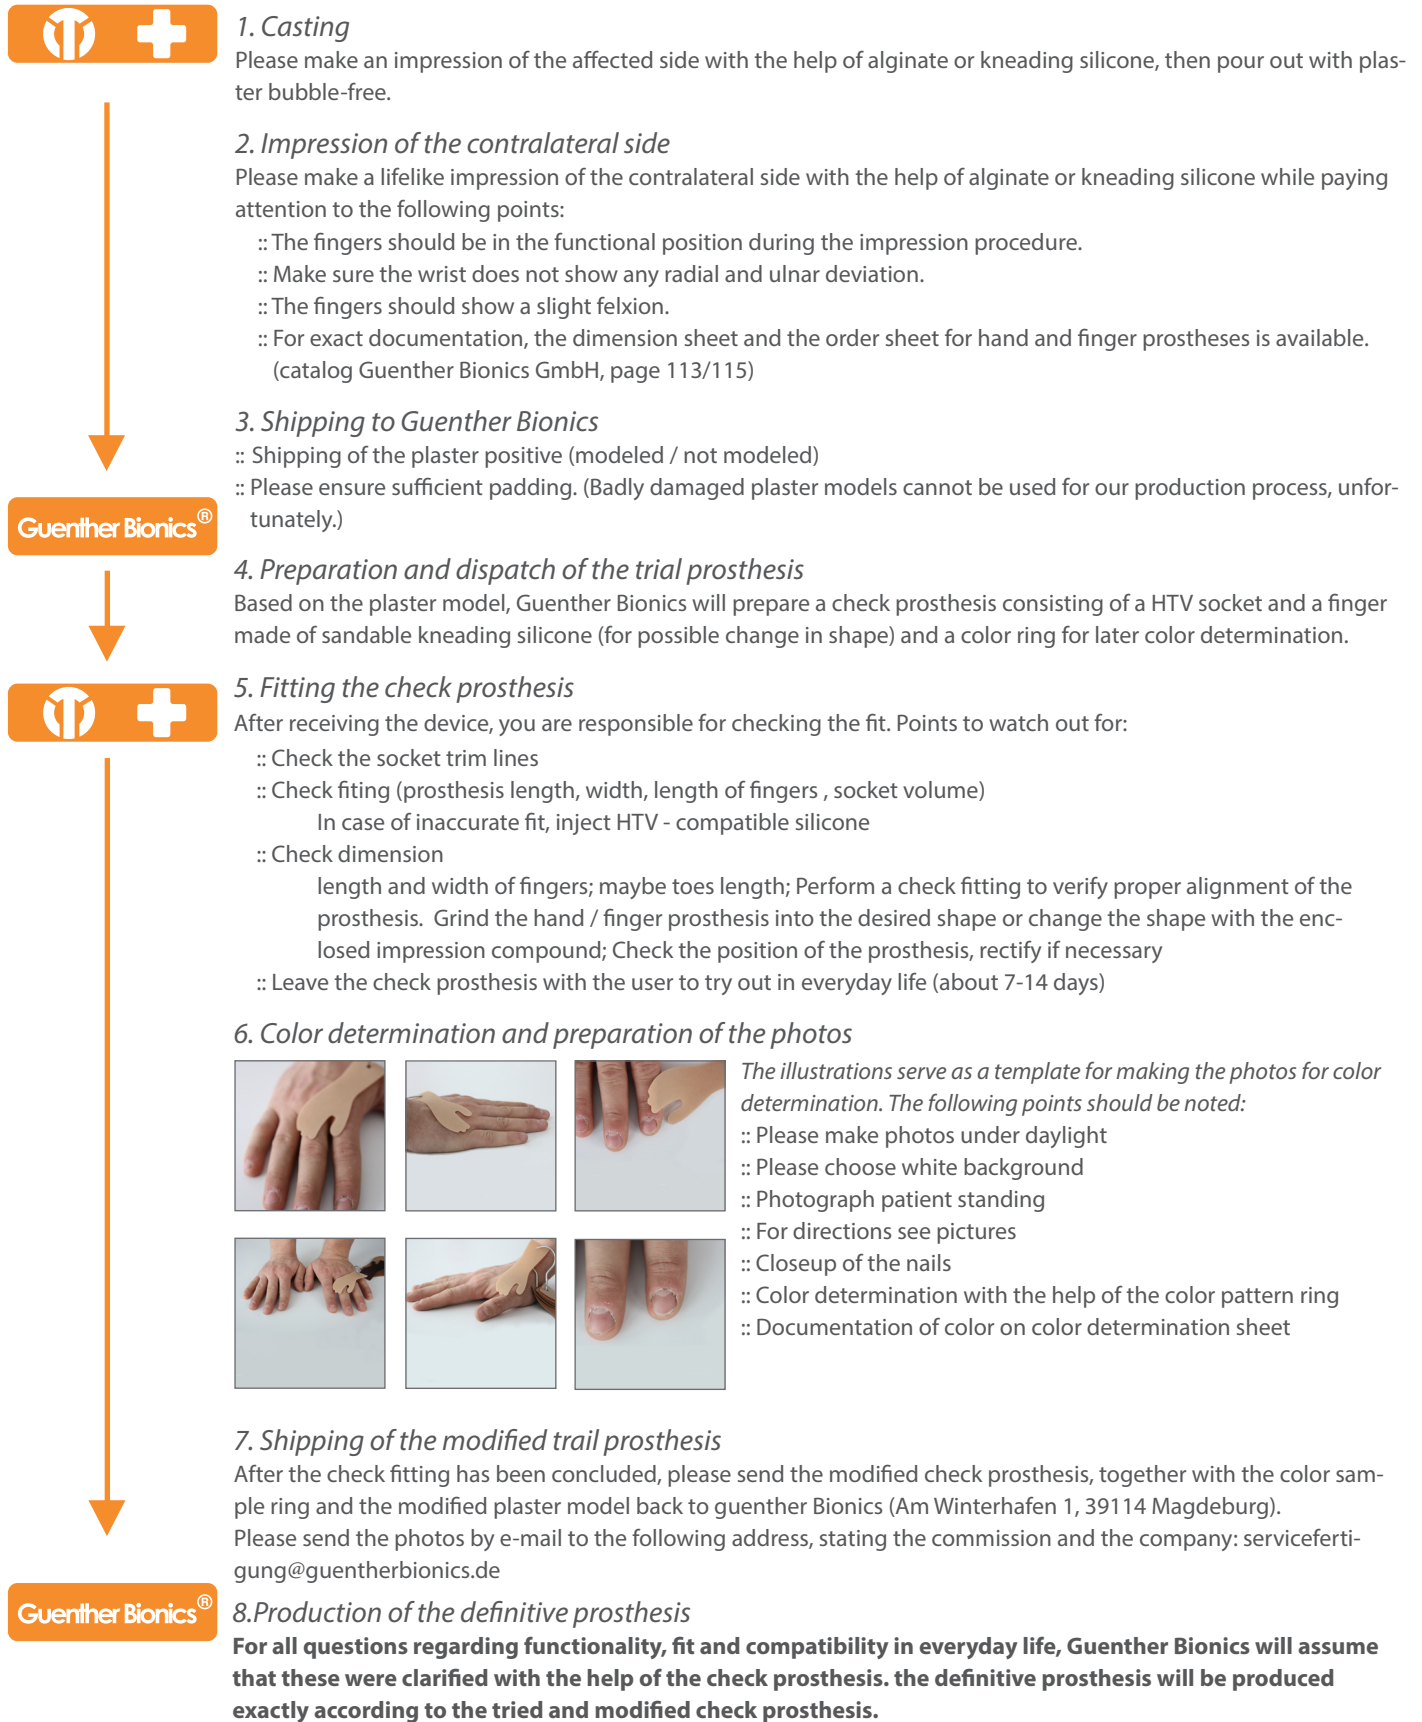 1. Casting
Please make an impression of the affected side with the help of alginate or kneading silicone, then pour out with plas-
ter bubble-free.
2. Impression of the contralateral side
Please make a lifelike impression of the contralateral side with the help of alginate or kneading silicone while paying
attention to the following points:
:: The fingers should be in the functional position during the impression procedure.
:: Make sure the wrist does not show any radial and ulnar deviation.
:: The fingers should show a slight felxion.
:: For exact documentation, the dimension sheet and the order sheet for hand and finger prostheses is available.
(catalog Guenther Bionics GmbH, page 113/115)
3. Shipping to Guenther Bionics
:: Shipping of the plaster positive (modeled / not modeled)
:: Please ensure sufficient padding. (Badly damaged plaster models cannot be used for our production process, unfor-
tunately.)
Guenther Bionics®
4. Preparation and dispatch of the trial prosthesis
Based on the plaster model, Guenther Bionics will prepare a check prosthesis consisting of a HTV socket and a finger
made of sandable kneading silicone (for possible change in shape) and a color ring for later color determination.
5. Fitting the check prosthesis
After receiving the device, you are responsible for checking the fit. Points to watch out for:
:: Check the socket trim lines
:: Check fiting (prosthesis length, width, length of fingers , socket volume)
In case of inaccurate fit, inject HTV - compatible silicone
:: Check dimension
length and width of fingers; maybe toes length; Perform a check fitting to verify proper alignment of the
prosthesis.  Grind the hand / finger prosthesis into the desired shape or change the shape with the enc-
losed impression compound; Check the position of the prosthesis, rectify if necessary
:: Leave the check prosthesis with the user to try out in everyday life (about 7-14 days)
6. Color determination and preparation of the photos
The illustrations serve as a template for making the photos for color
determination. The following points should be noted:
:: Please make photos under daylight
:: Please choose white background
:: Photograph patient standing
:: For directions see pictures
:: Closeup of the nails
:: Color determination with the help of the color pattern ring
:: Documentation of color on color determination sheet
7. Shipping of the modified trail prosthesis
After the check fitting has been concluded, please send the modified check prosthesis, together with the color sam-
ple ring and the modified plaster model back to guenther Bionics (Am Winterhafen 1, 39114 Magdeburg).
Please send the photos by e-mail to the following address, stating the commission and the company: serviceferti-
gung@guentherbionics.de
Guenther Bionics®
8.Production of the definitive prosthesis
For all questions regarding functionality, fit and compatibility in everyday life, Guenther Bionics will assume
that these were clarified with the help of the check prosthesis. the definitive prosthesis will be produced
exactly according to the tried and modified check prosthesis.